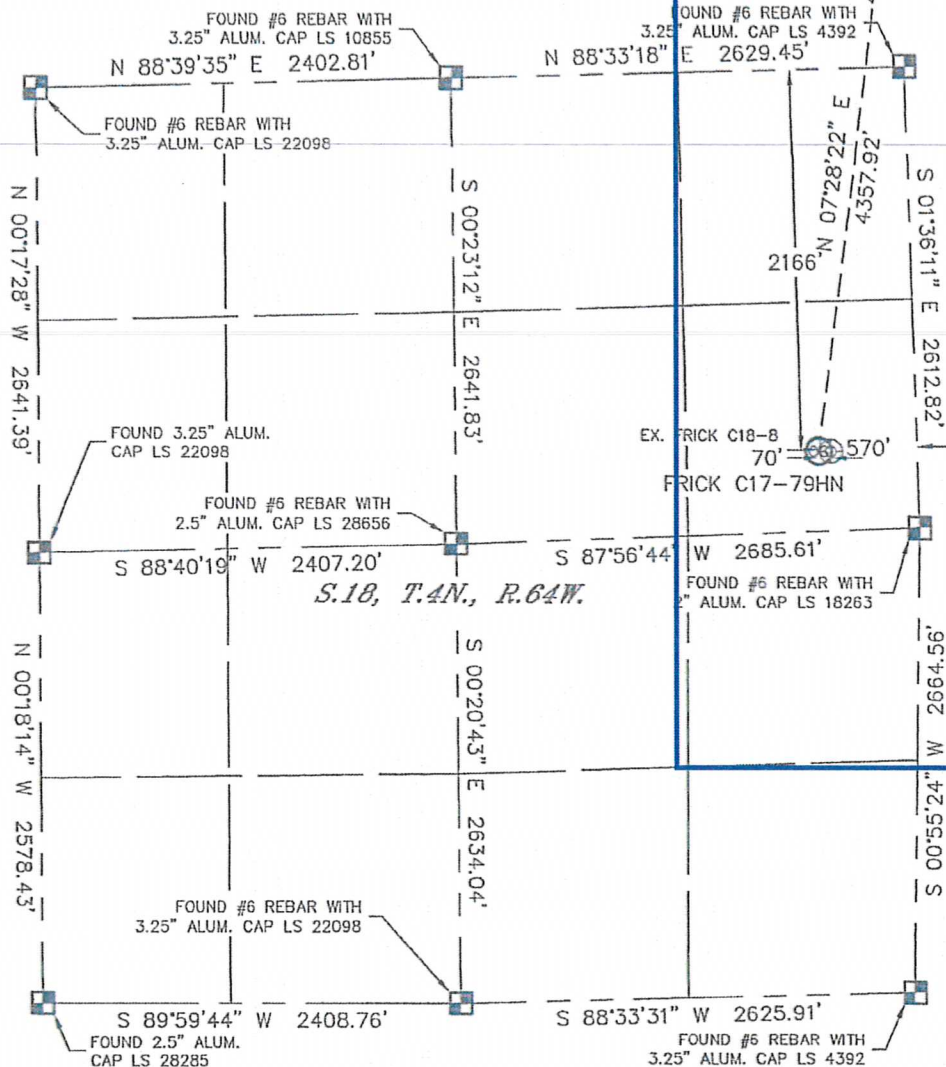 FOUND #6 REBAR WITH
3.25" ALUM. CAP LS 10855
FOUND #6 REBAR WITH
3.25" ALUM. CAP LS 4392
N 88°39'35" E 2402.81'
N 88°33'18" E 2629.45'
FOUND #6 REBAR WITH
3.25" ALUM. CAP LS 22098
N 00°17'28" W 2641.39'
S 00°23'12" E 2641.83'
N 07°28'22" E
4357.92'
2166'
S 01°36'11" E 2612.82'
FOUND 3.25" ALUM.
CAP LS 22098
EX. FRICK C18-8
70'
570'
FRICK C17-79HN
FOUND #6 REBAR WITH
2.5" ALUM. CAP LS 28656
S 88°40'19" W 2407.20'
S 87°56'44" W 2685.61'
S.18, T.4N., R.64W.
FOUND #6 REBAR WITH
2" ALUM. CAP LS 18263
N 00°18'14" W 2578.43'
S 00°20'43" E 2634.04'
S 00°55'24" W 2664.56'
FOUND #6 REBAR WITH
3.25" ALUM. CAP LS 22098
S 89°59'44" W 2408.76'
S 88°33'31" W 2625.91'
FOUND 2.5" ALUM.
CAP LS 28285
FOUND #6 REBAR WITH
3.25" ALUM. CAP LS 4392